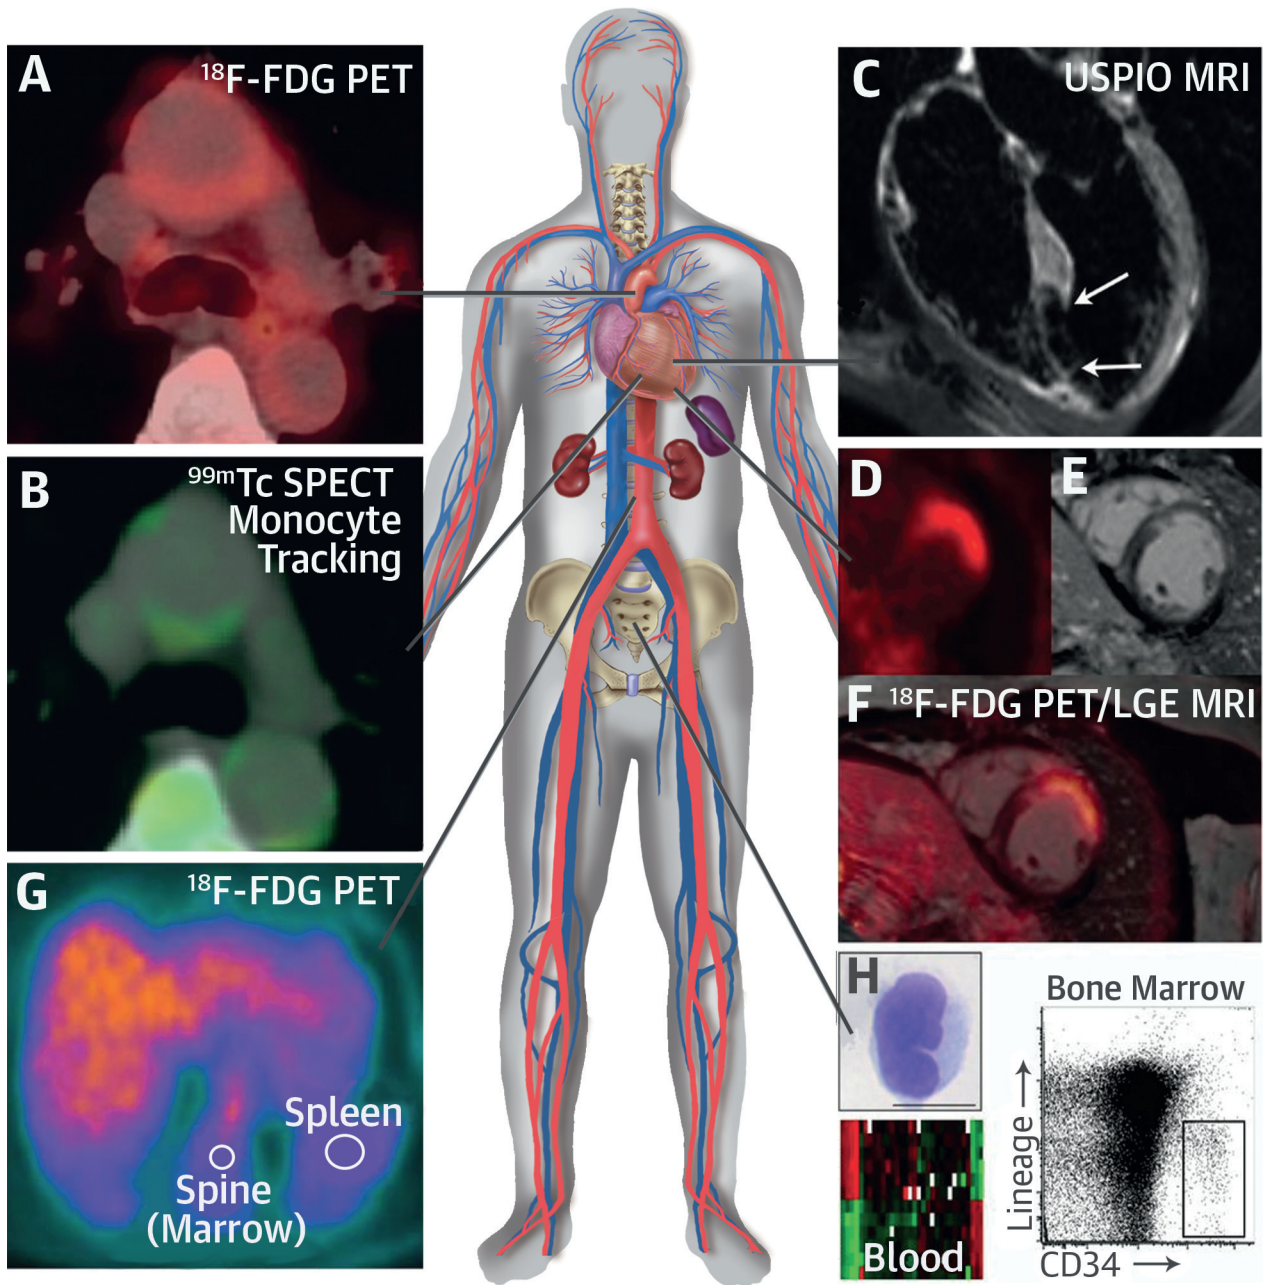 A
¹⁸F-FDG PET
B
⁹⁹ᵐTc SPECT
Monocyte
Tracking
G
¹⁸F-FDG PET
Spleen
Spine
(Marrow)
C
USPIO MRI
D
E
F
¹⁸F-FDG PET/LGE MRI
H
Blood
Bone Marrow
Lineage →
CD34 →